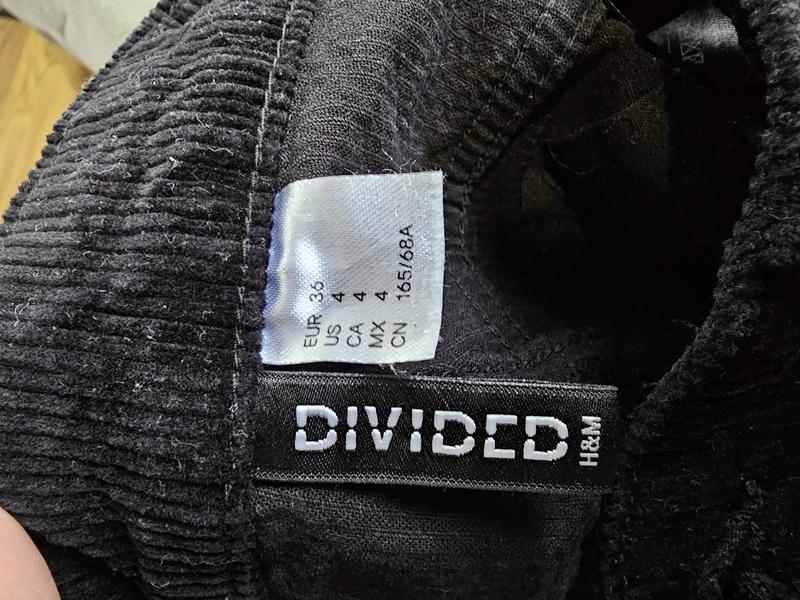 EUR 36
US 4
CA 4
MX 4
CN 165/68A
DIVIDED
H&M